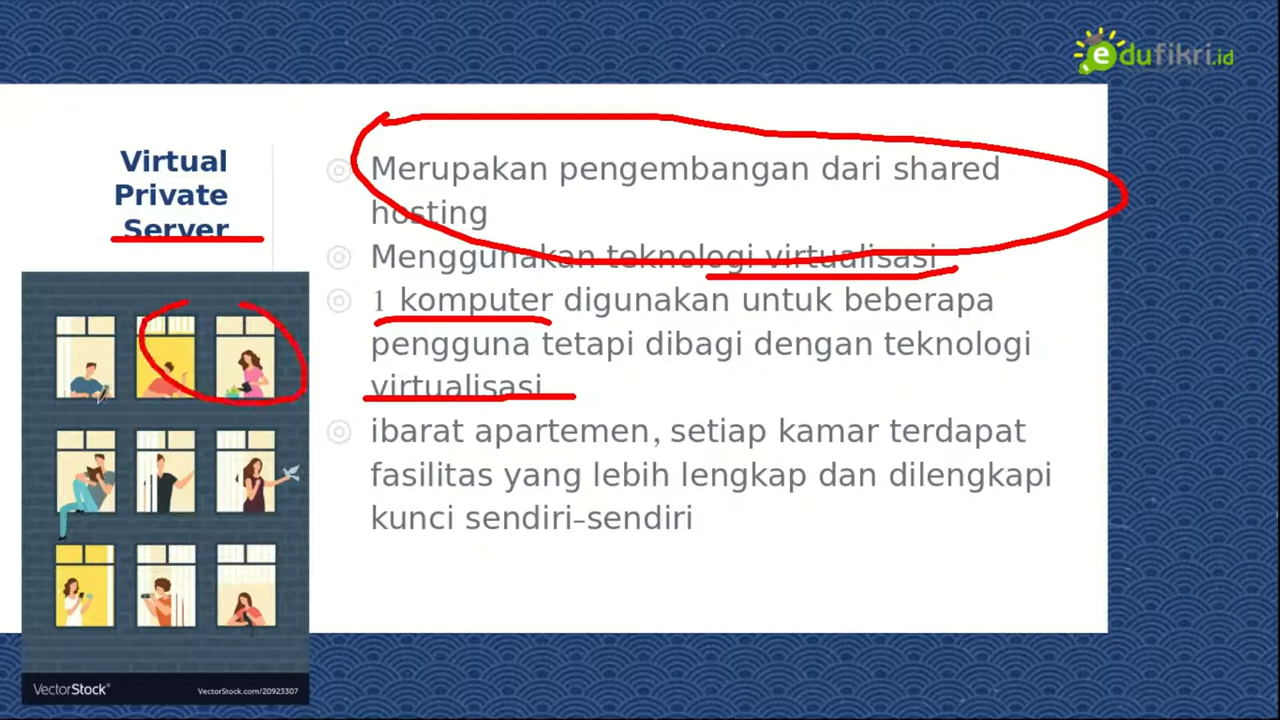 edufikri.id
Virtual
Private
Server
Merupakan pengembangan dari shared
hosting
Menggunakan teknologi virtualisasi
1 komputer digunakan untuk beberapa
pengguna tetapi dibagi dengan teknologi
virtualisasi
ibarat apartemen, setiap kamar terdapat
fasilitas yang lebih lengkap dan dilengkapi
kunci sendiri-sendiri
VectorStock®
VectorStock.com/20923307